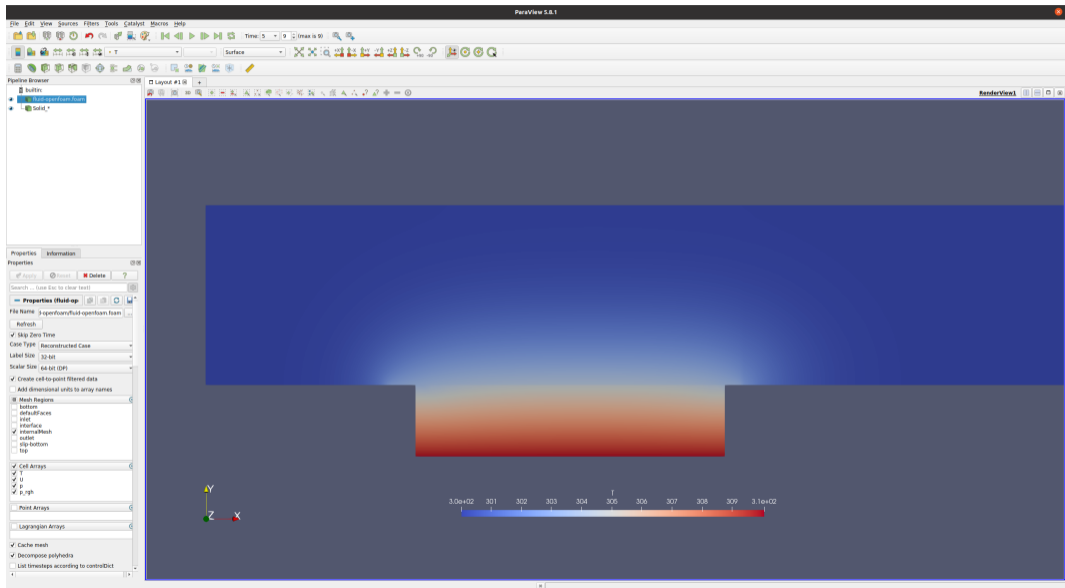 ParaView 5.8.1
File Edit View Sources Filters Tools Catalyst Macros Help
Time: 5 9 (max is 9)
T Surface
Pipeline Browser
builtin:
fluid-openfoam.foam
Solid_*
Layout #1
+
RenderView1
Properties Information
Properties
Apply Reset Delete ?
Search ... (use Esc to clear text)
Properties (fluid-op
File Name l-openfoam/fluid-openfoam.foam ...
Refresh
Skip Zero Time
Case Type Reconstructed Case
Label Size 32-bit
Scalar Size 64-bit (DP)
Create cell-to-point filtered data
Add dimensional units to array names
Mesh Regions
bottom
defaultFaces
inlet
interface
internalMesh
outlet
slip-bottom
top
Cell Arrays
T
U
p
p_rgh
Point Arrays
Lagrangian Arrays
Cache mesh
Decompose polyhedra
List timesteps according to controlDict
Y
Z X
T
3.0e+02 301 302 303 304 305 306 307 308 309 3.1e+02